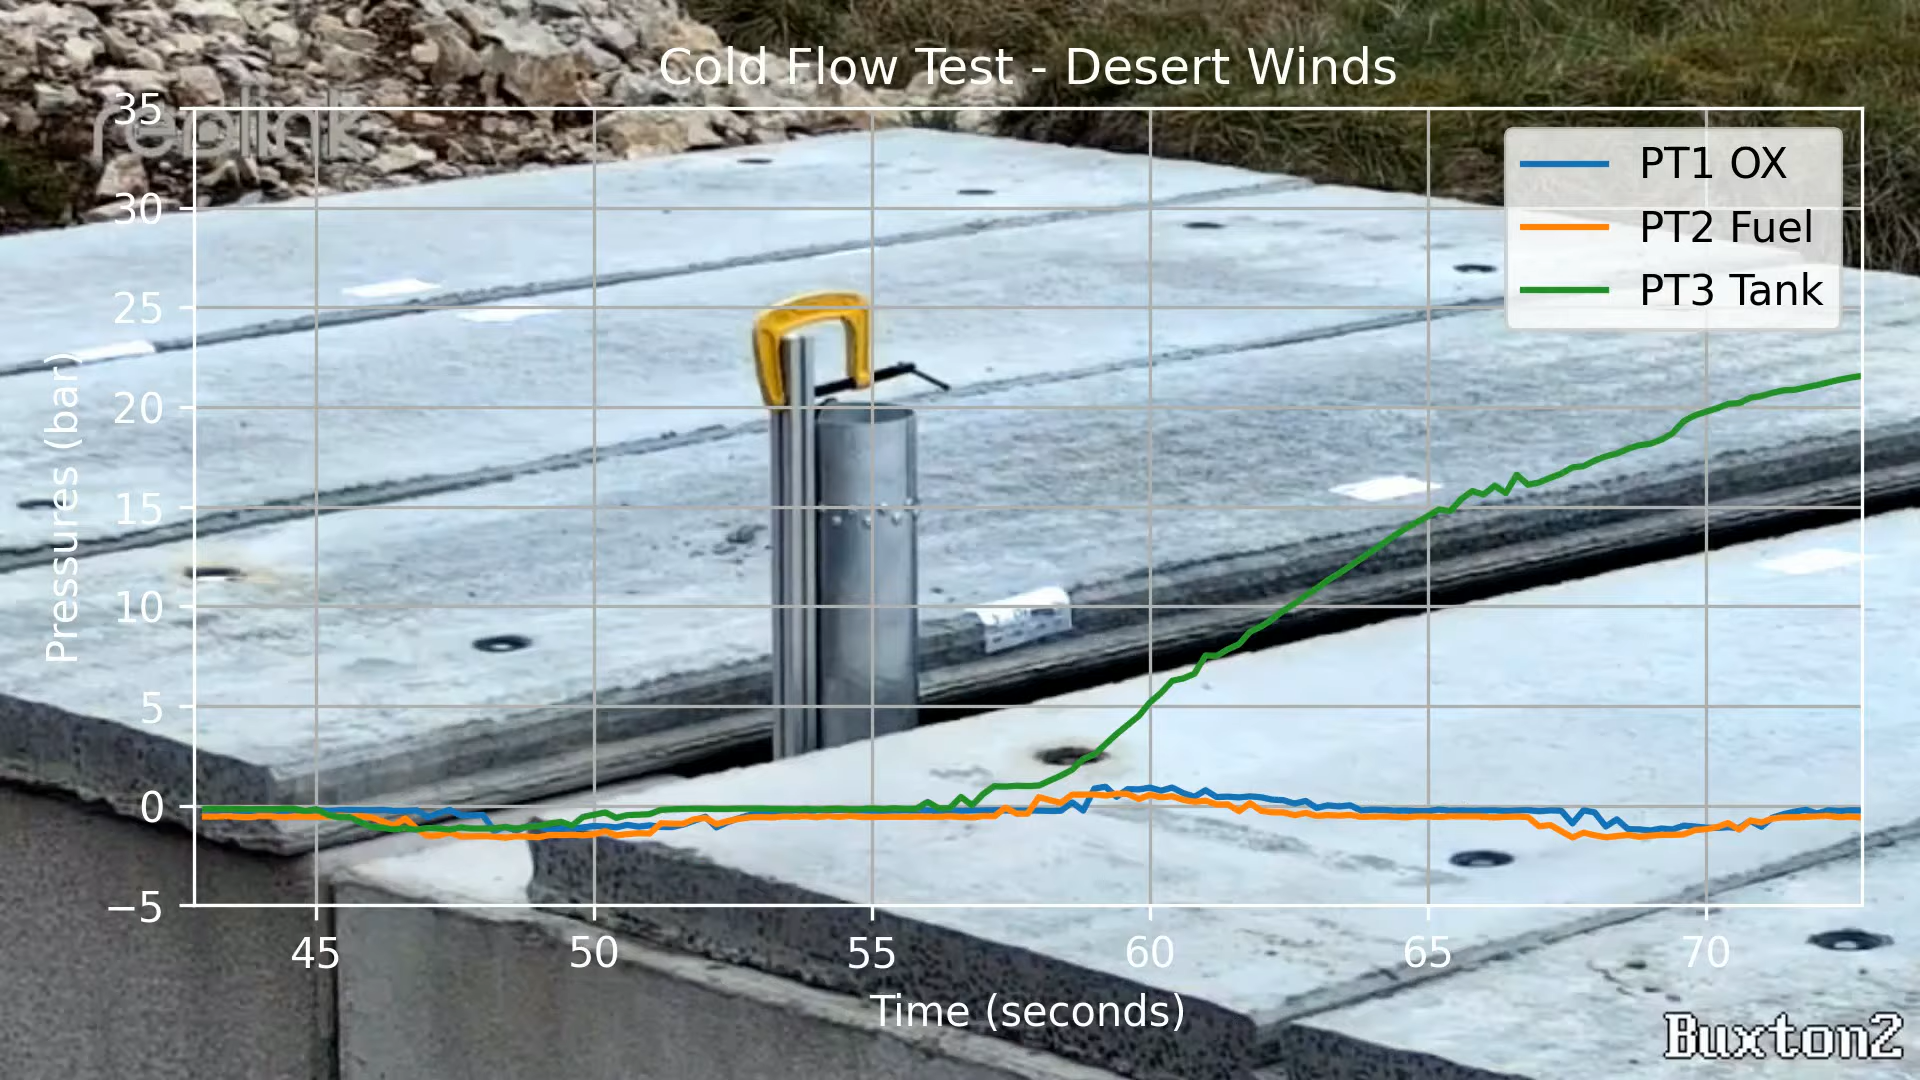 Cold Flow Test - Desert Winds
reolink
PT1 OX
PT2 Fuel
PT3 Tank
35
30
25
20
15
10
5
0
−5
Pressures (bar)
45 50 55 60 65 70
Time (seconds)
Buxton2